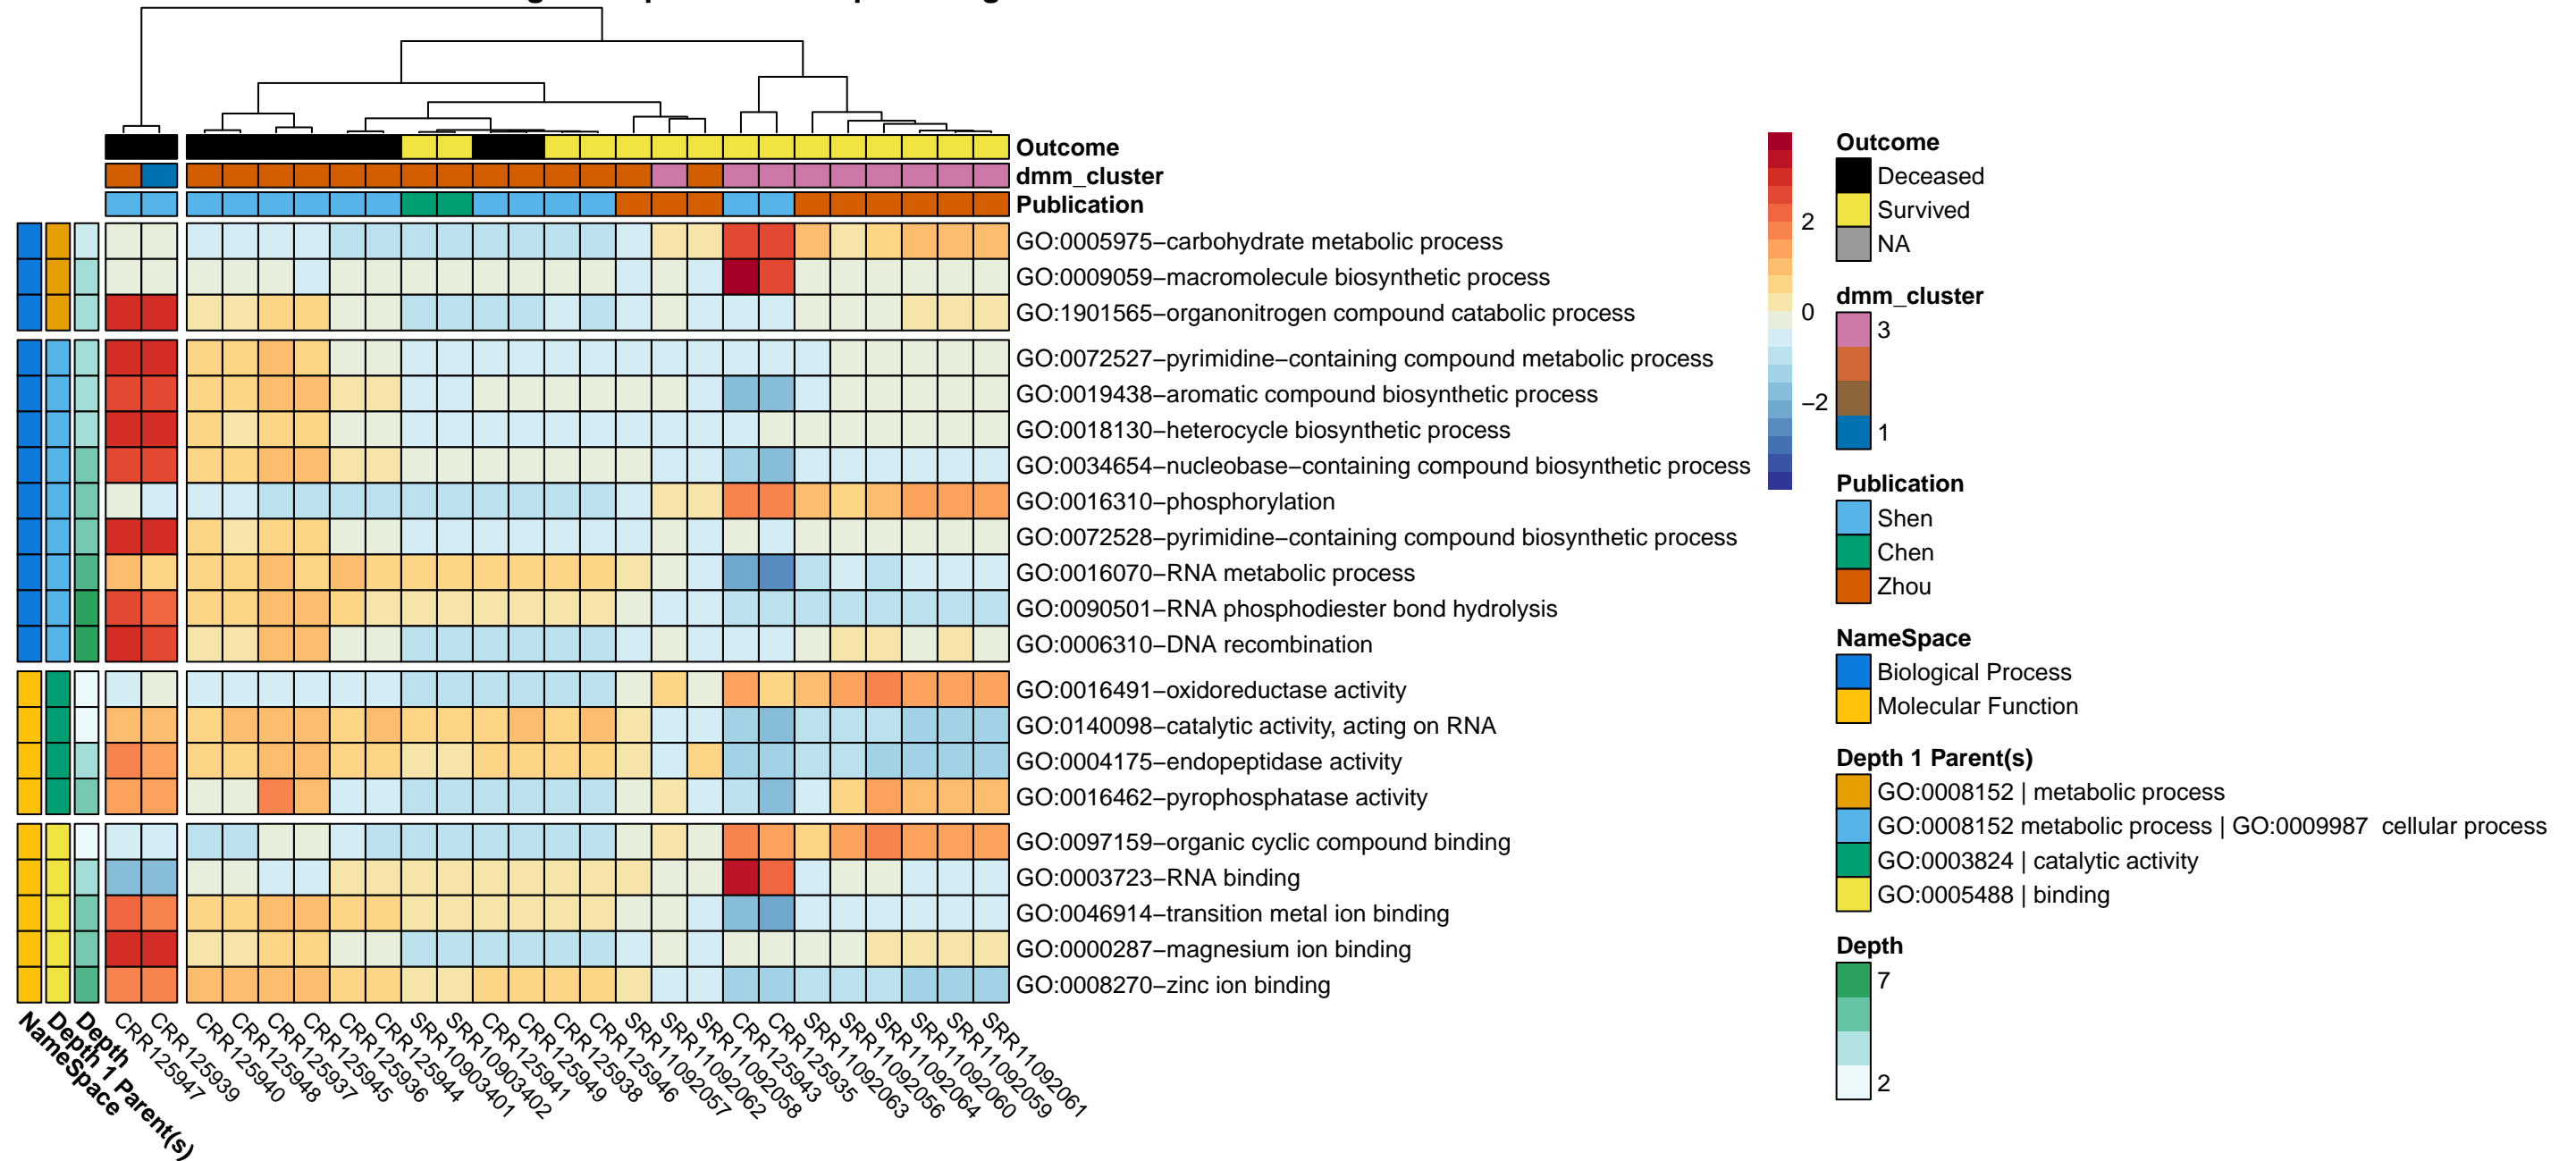 Outcome
dmm_cluster
Publication
GO:0005975−carbohydrate metabolic process
GO:0009059−macromolecule biosynthetic process
GO:1901565−organonitrogen compound catabolic process
GO:0072527−pyrimidine−containing compound metabolic process
GO:0019438−aromatic compound biosynthetic process
GO:0018130−heterocycle biosynthetic process
GO:0034654−nucleobase−containing compound biosynthetic process
GO:0016310−phosphorylation
GO:0072528−pyrimidine−containing compound biosynthetic process
GO:0016070−RNA metabolic process
GO:0090501−RNA phosphodiester bond hydrolysis
GO:0006310−DNA recombination
GO:0016491−oxidoreductase activity
GO:0140098−catalytic activity, acting on RNA
GO:0004175−endopeptidase activity
GO:0016462−pyrophosphatase activity
GO:0097159−organic cyclic compound binding
GO:0003723−RNA binding
GO:0046914−transition metal ion binding
GO:0000287−magnesium ion binding
GO:0008270−zinc ion binding
NameSpace
Depth 1 Parent(s)
Depth
CRR125947
CRR125939
CRR125940
CRR125948
CRR125937
CRR125945
CRR125936
CRR125944
SRR10903401
SRR10903402
CRR125941
CRR125949
CRR125938
CRR125946
SRR11092057
SRR11092062
SRR11092058
CRR125943
CRR125935
SRR11092063
SRR11092056
SRR11092064
SRR11092060
SRR11092059
SRR11092061
2
0
−2
Outcome
Deceased
Survived
NA
dmm_cluster
3
1
Publication
Shen
Chen
Zhou
NameSpace
Biological Process
Molecular Function
Depth 1 Parent(s)
GO:0008152 | metabolic process
GO:0008152 metabolic process | GO:0009987 cellular process
GO:0003824 | catalytic activity
GO:0005488 | binding
Depth
7
2